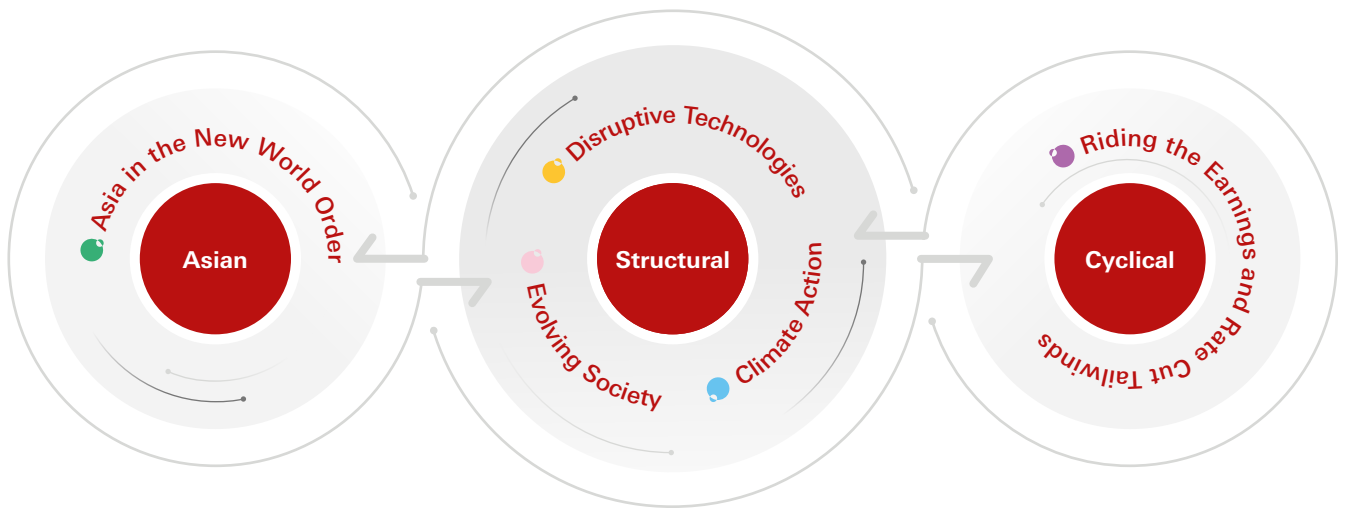 Asia in the New World Order
Asian
Disruptive Technologies
Structural
Evolving Society
Climate Action
Riding the Earnings and Rate Cut Tailwinds
Cyclical